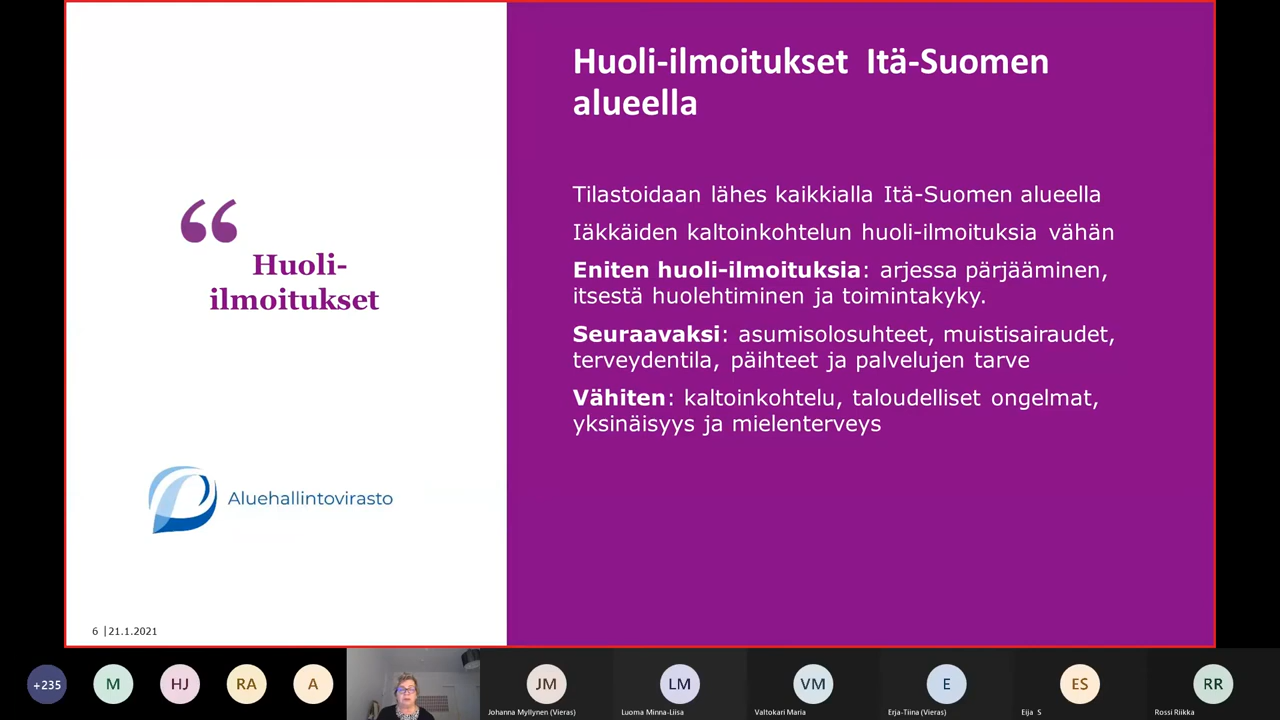 Huoli-ilmoitukset Itä-Suomen
alueella
Tilastoidaan lähes kaikkialla Itä-Suomen alueella
Iäkkäiden kaltoinkohtelun huoli-ilmoituksia vähän
Eniten huoli-ilmoituksia: arjessa pärjääminen,
itsestä huolehtiminen ja toimintakyky.
Seuraavaksi: asumisolosuhteet, muistisairaudet,
terveydentila, päihteet ja palvelujen tarve
Vähiten: kaltoinkohtelu, taloudelliset ongelmat,
yksinäisyys ja mielenterveys
“
Huoli-
ilmoitukset
Aluehallintovirasto
6 |21.1.2021
+235 M HJ RA A JM LM VM E ES RR
Johanna Myllynen (Vieras) Luoma Minna-Liisa Valtokari Maria Erja-Tiina (Vieras) Eija S Rossi Riikka